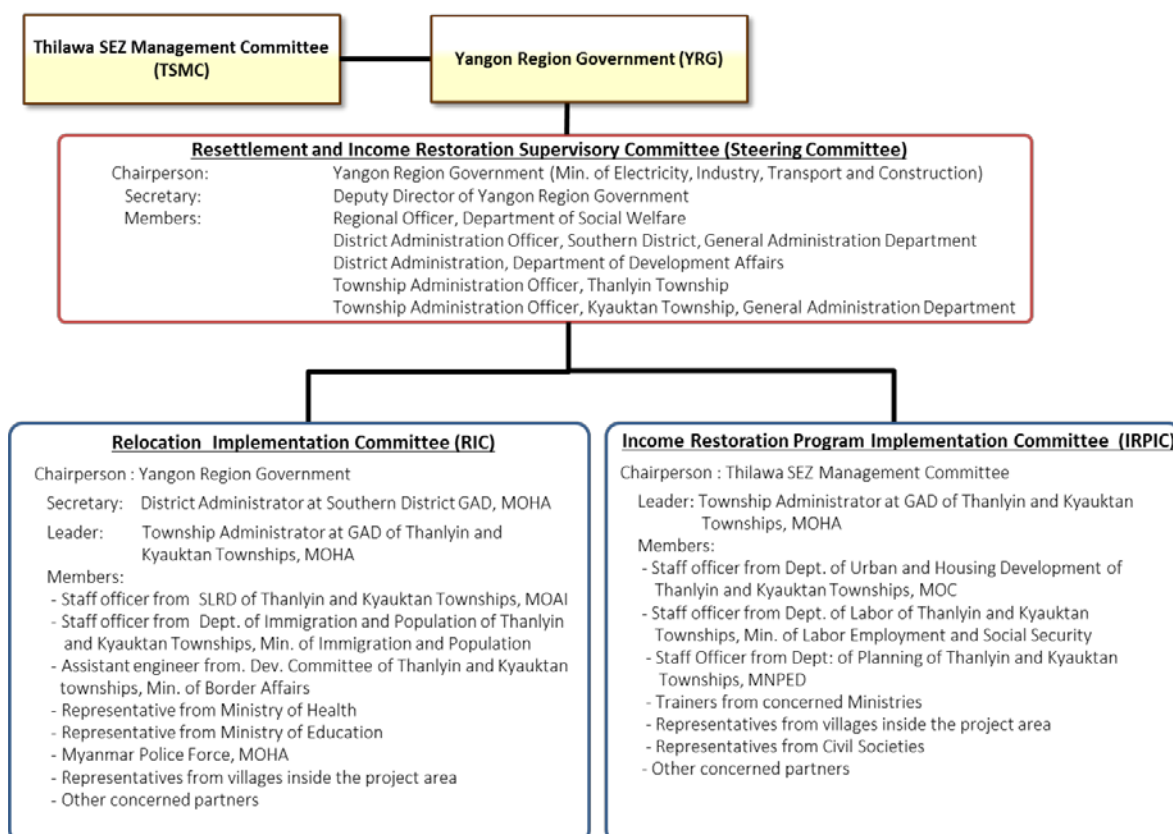 Thilawa SEZ Management Committee
(TSMC)
Yangon Region Government (YRG)
Resettlement and Income Restoration Supervisory Committee (Steering Committee)
Chairperson: Yangon Region Government (Min. of Electricity, Industry, Transport and Construction)
Secretary: Deputy Director of Yangon Region Government
Members: Regional Officer, Department of Social Welfare
District Administration Officer, Southern District, General Administration Department
District Administration, Department of Development Affairs
Township Administration Officer, Thanlyin Township
Township Administration Officer, Kyauktan Township, General Administration Department
Relocation Implementation Committee (RIC)
Chairperson : Yangon Region Government
Secretary: District Administrator at Southern District GAD, MOHA
Leader: Township Administrator at GAD of Thanlyin and
Kyauktan Townships, MOHA
Members:
- Staff officer from SLRD of Thanlyin and Kyauktan Townships, MOAI
- Staff officer from Dept. of Immigration and Population of Thanlyin
and Kyauktan Townships, Min. of Immigration and Population
- Assistant engineer from. Dev. Committee of Thanlyin and Kyauktan
townships, Min. of Border Affairs
- Representative from Ministry of Health
- Representative from Ministry of Education
- Myanmar Police Force, MOHA
- Representatives from villages inside the project area
- Other concerned partners
Income Restoration Program Implementation Committee (IRPIC)
Chairperson : Thilawa SEZ Management Committee
Leader: Township Administrator at GAD of Thanlyin and Kyauktan
Townships, MOHA
Members:
- Staff officer from Dept. of Urban and Housing Development of
Thanlyin and Kyauktan Townships, MOC
- Staff officer from Dept. of Labor of Thanlyin and Kyauktan
Townships, Min. of Labor Employment and Social Security
- Staff Officer from Dept: of Planning of Thanlyin and Kyauktan
Townships, MNPED
- Trainers from concerned Ministries
- Representatives from villages inside the project area
- Representatives from Civil Societies
- Other concerned partners